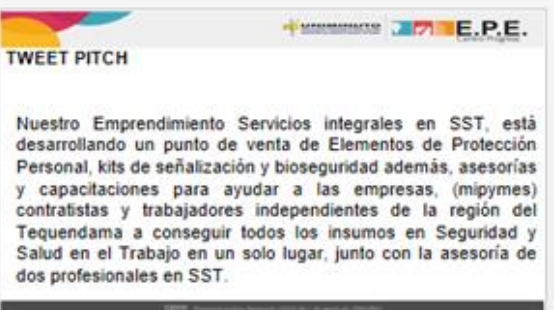 UNIMINUTO
E.P.E.
TWEET PITCH
Nuestro Emprendimiento Servicios integrales en SST, está
desarrollando un punto de venta de Elementos de Protección
Personal, kits de señalización y bioseguridad además, asesorías
y capacitaciones para ayudar a las empresas, (mipymes)
contratistas y trabajadores independientes de la región del
Tequendama a conseguir todos los insumos en Seguridad y
Salud en el Trabajo en un solo lugar, junto con la asesoría de
dos profesionales en SST.